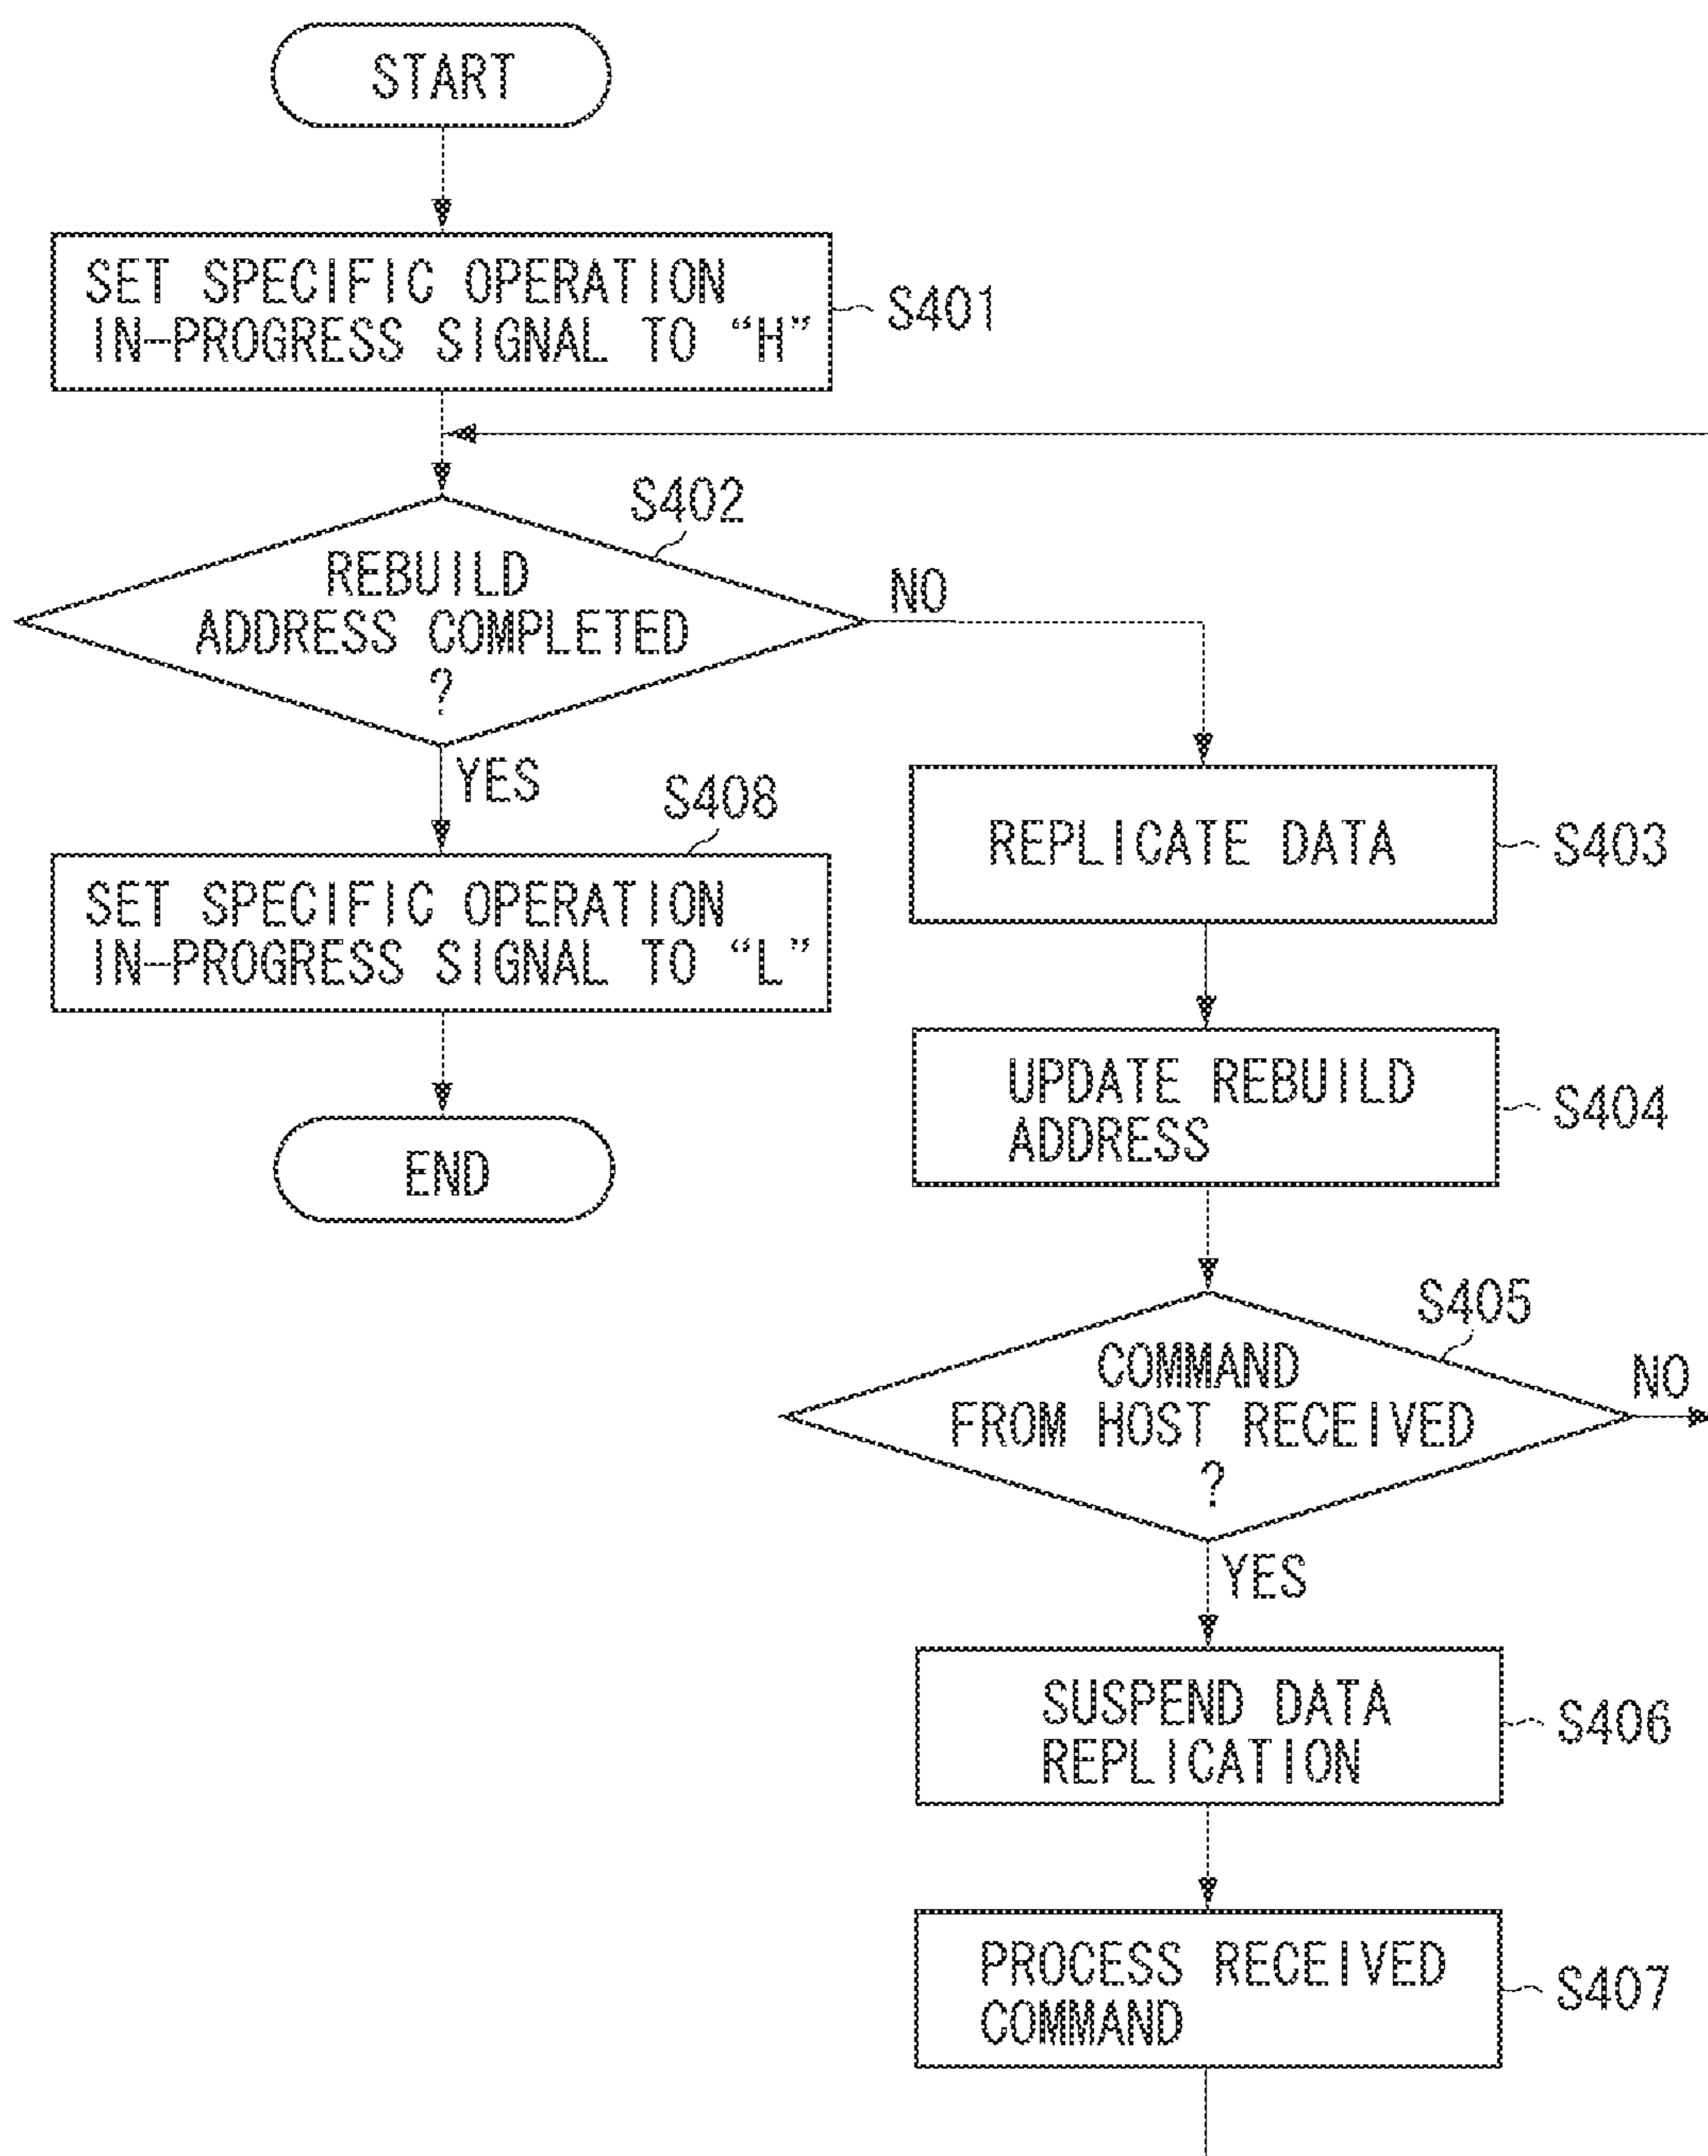 START
SET SPECIFIC OPERATION
IN-PROGRESS SIGNAL TO “H”
S401
S402
REBUILD
ADDRESS COMPLETED
?
NO
YES
S408
SET SPECIFIC OPERATION
IN-PROGRESS SIGNAL TO “L”
END
REPLICATE DATA
S403
UPDATE REBUILD
ADDRESS
S404
S405
COMMAND
FROM HOST RECEIVED
?
NO
YES
SUSPEND DATA
REPLICATION
S406
PROCESS RECEIVED
COMMAND
S407